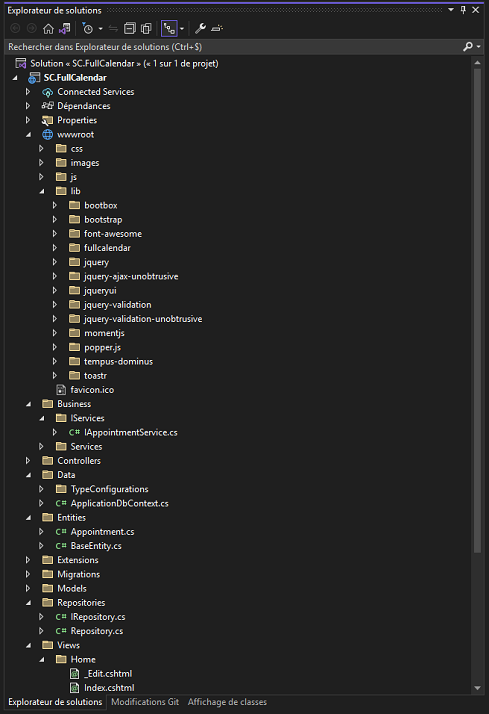 Explorateur de solutions
Rechercher dans Explorateur de solutions (Ctrl+$)
Solution « SC.FullCalendar » (« 1 sur 1 de projet)
SC.FullCalendar
Connected Services
Dépendances
Properties
wwwroot
css
images
js
lib
bootbox
bootstrap
font-awesome
fullcalendar
jquery
jquery-ajax-unobtrusive
jqueryui
jquery-validation
jquery-validation-unobtrusive
momentjs
popper.js
tempus-dominus
toastr
favicon.ico
Business
IServices
C# IAppointmentService.cs
Services
Controllers
Data
TypeConfigurations
C# ApplicationDbContext.cs
Entities
C# Appointment.cs
C# BaseEntity.cs
Extensions
Migrations
Models
Repositories
C# IRepository.cs
C# Repository.cs
Views
Home
_Edit.cshtml
Index.cshtml
Explorateur de solutions Modifications Git Affichage de classes